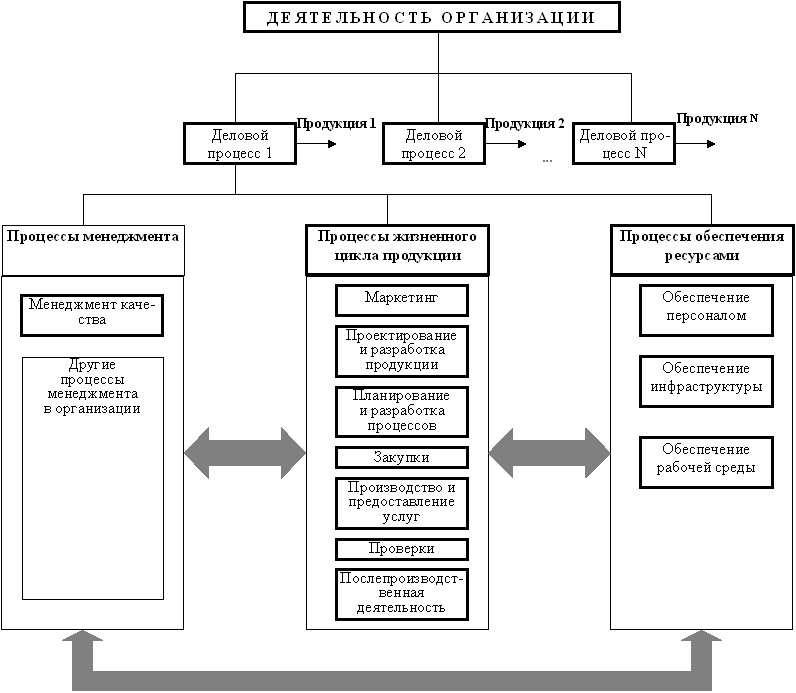 ДЕЯТЕЛЬНОСТЬ ОРГАНИЗАЦИИ
Деловой
процесс 1
Продукция 1
Деловой
процесс 2
Продукция 2
...
Деловой про-
цесс N
Продукция N
Процессы менеджмента
Менеджмент каче-
ства
Другие
процессы
менеджмента
в организации
Процессы жизненного
цикла продукции
Маркетинг
Проектирование
и разработка
продукции
Планирование
и разработка
процессов
Закупки
Производство и
предоставление
услуг
Проверки
Послепроизводст-
венная
деятельность
Процессы обеспечения
ресурсами
Обеспечение
персоналом
Обеспечение
инфраструктуры
Обеспечение
рабочей среды